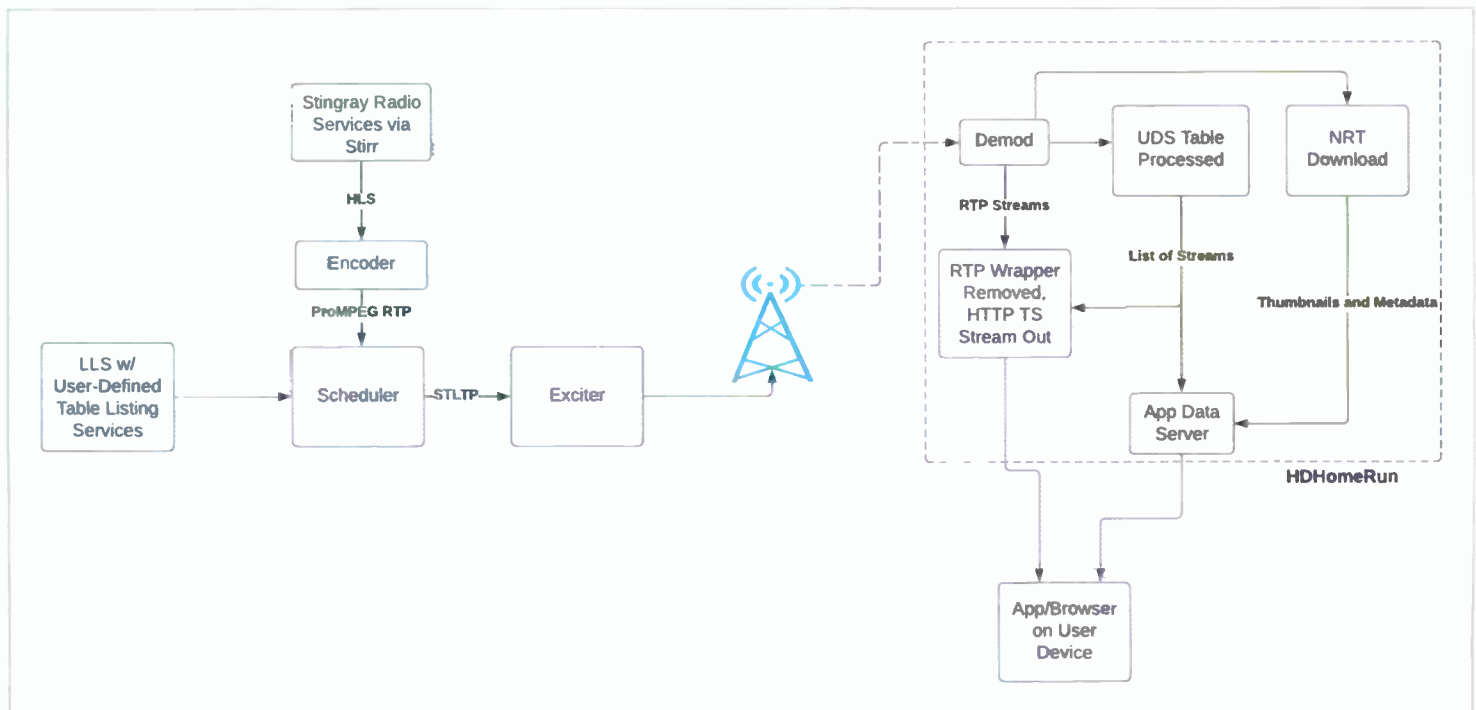 Stingray Radio
Services via
Stirr
HLS
Encoder
ProMPEG RTP
LLS w/
User-Defined
Table Listing
Services
Scheduler
STLTP
Exciter
Demod
UDS Table
Processed
NRT
Download
RTP Streams
List of Streams
RTP Wrapper
Removed,
HTTP TS
Stream Out
Thumbnails and Metadata
App Data
Server
HDHomeRun
App/Browser
on User
Device